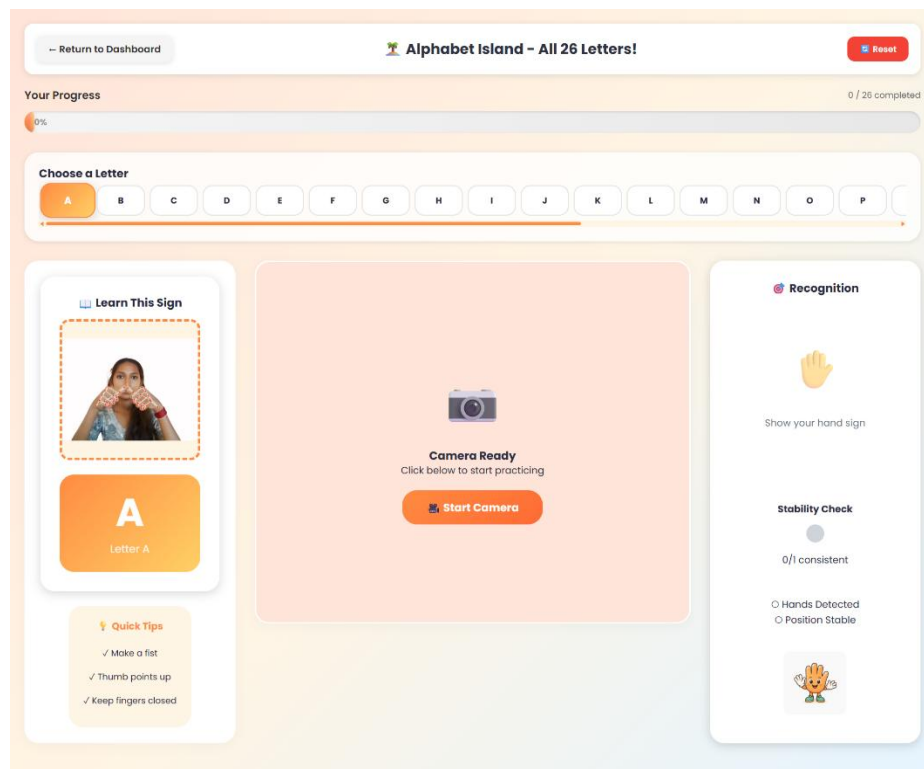 ← Return to Dashboard
🏝️ Alphabet Island - All 26 Letters!
🔄 Reset
Your Progress
0 / 26 completed
0%
Choose a Letter
A B C D E F G H I J K L M N O P
📖 Learn This Sign
A
Letter A
💡 Quick Tips
✓ Make a fist
✓ Thumb points up
✓ Keep fingers closed
Camera Ready
Click below to start practicing
🎥 Start Camera
🎯 Recognition
Show your hand sign
Stability Check
0/1 consistent
○ Hands Detected
○ Position Stable